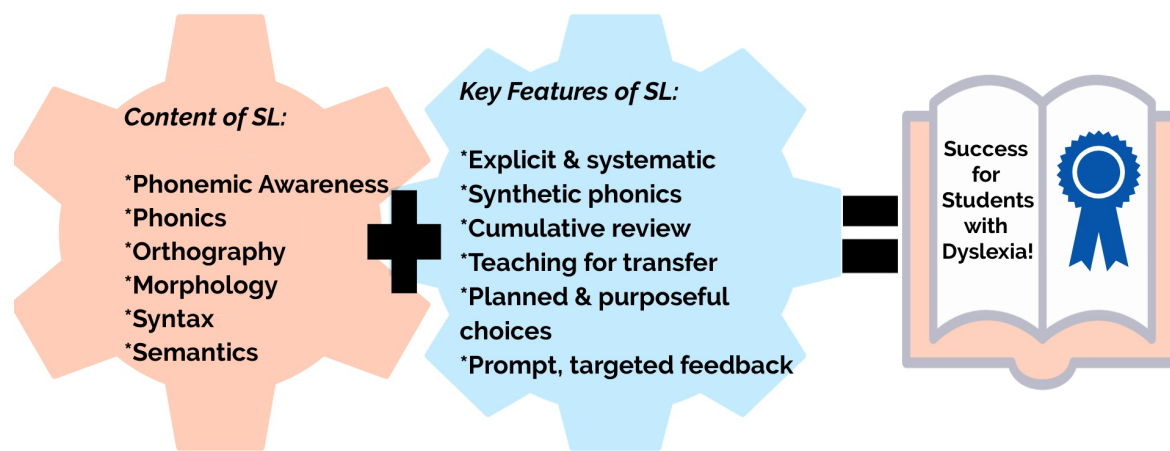 Content of SL:
*Phonemic Awareness
*Phonics
*Orthography
*Morphology
*Syntax
*Semantics
Key Features of SL:
*Explicit & systematic
*Synthetic phonics
*Cumulative review
*Teaching for transfer
*Planned & purposeful
choices
*Prompt, targeted feedback
Success
for
Students
with
Dyslexia!